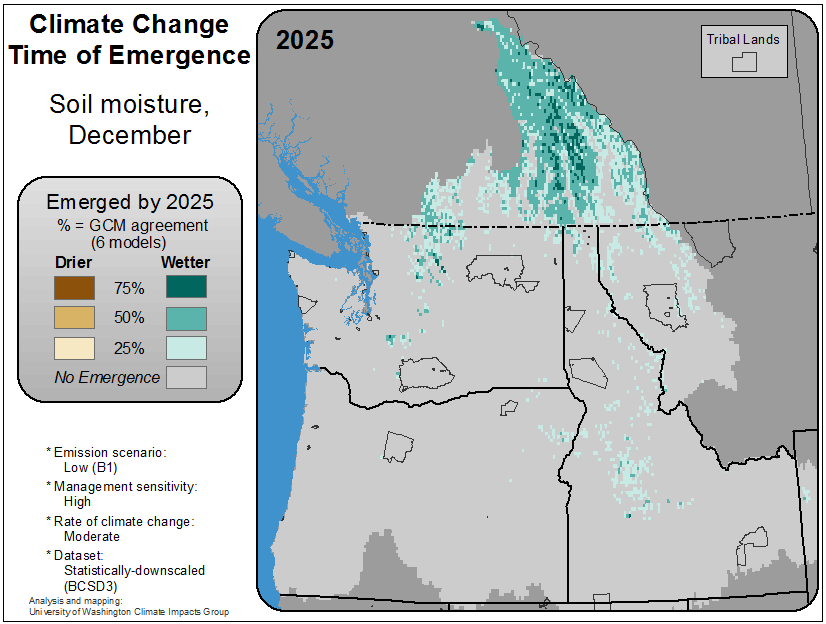 Climate Change
Time of Emergence
Soil moisture,
December
Emerged by 2025
% = GCM agreement
(6 models)
Drier Wetter
75%
50%
25%
No Emergence
* Emission scenario:
Low (B1)
* Management sensitivity:
High
* Rate of climate change:
Moderate
* Dataset:
Statistically-downscaled
(BCSD3)
Analysis and mapping:
University of Washington Climate Impacts Group
2025
Tribal Lands